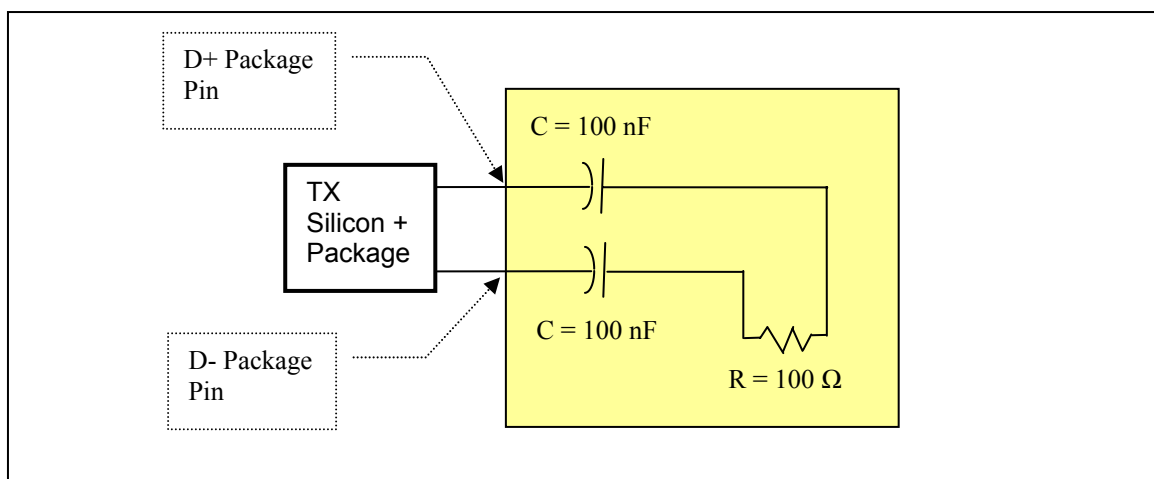 D+ Package
Pin
C = 100 nF
TX
Silicon +
Package
C = 100 nF
D- Package
Pin
R = 100 Ω